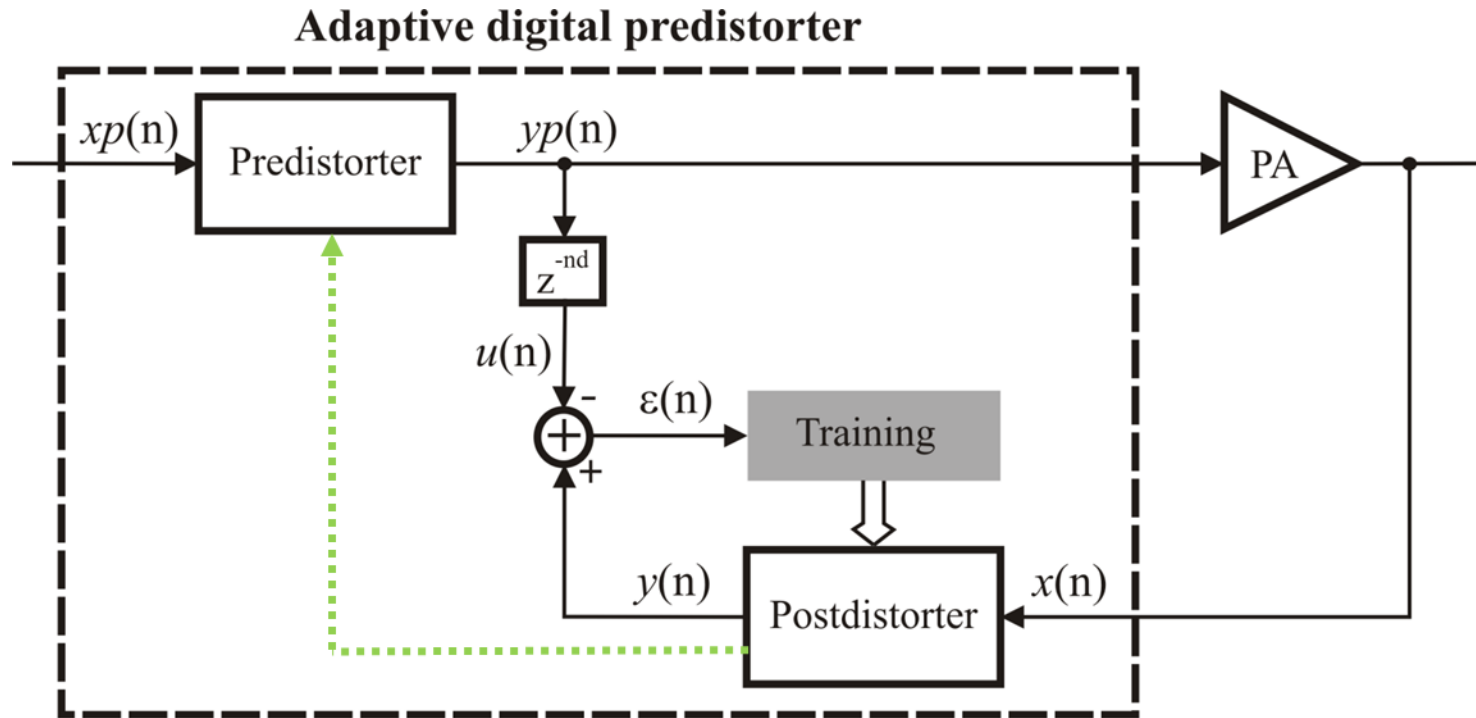 Adaptive digital predistorter
xp(n)
Predistorter
yp(n)
PA
z^-nd
u(n)
-
+
+
ε(n)
Training
y(n)
Postdistorter
x(n)